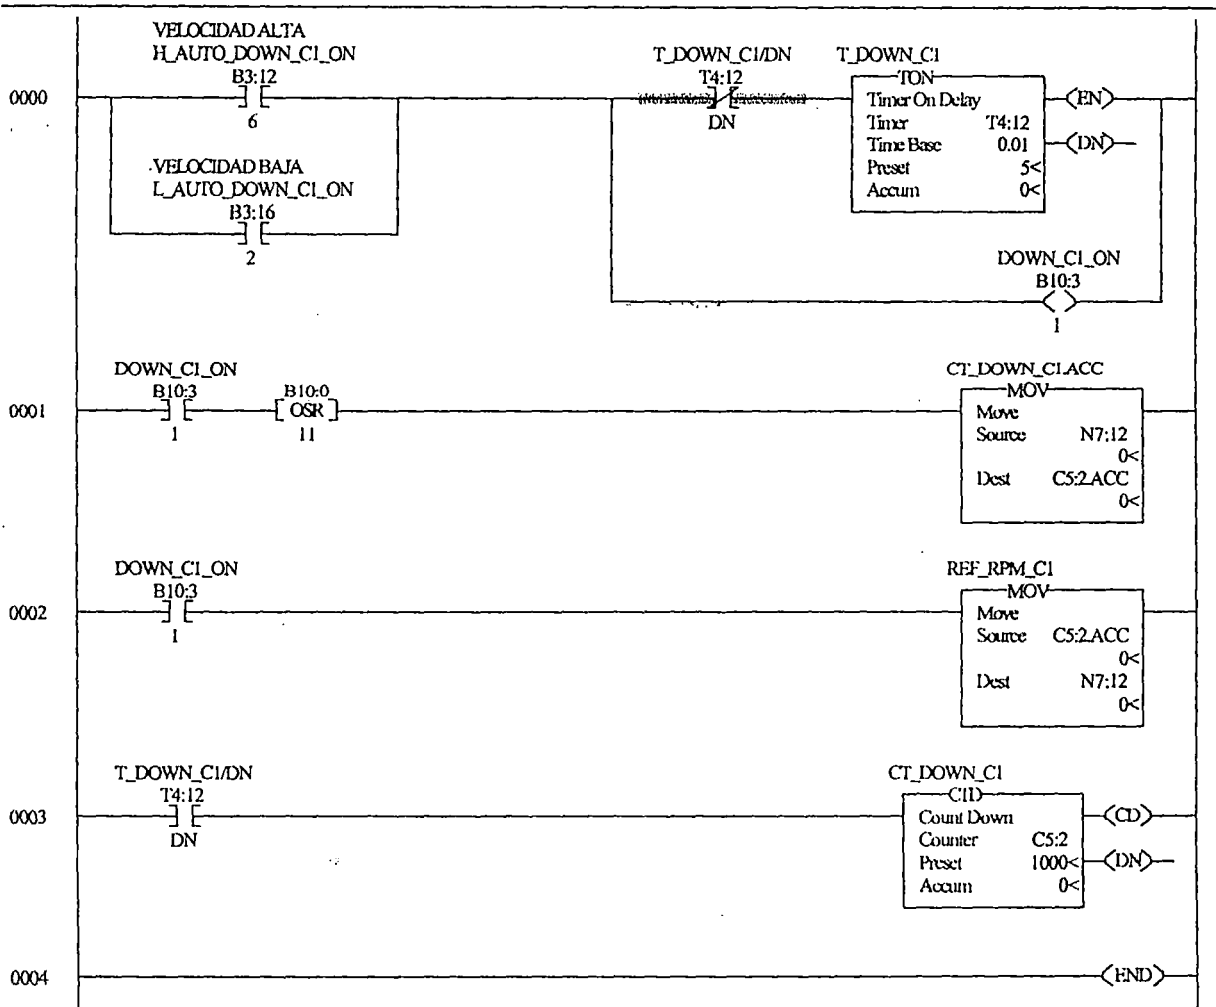 VELOCIDAD ALTA
H_AUTO_DOWN_C1_ON
B3:12
6
VELOCIDAD BAJA
L_AUTO_DOWN_C1_ON
B3:16
2
0000
T_DOWN_C1/DN
T4:12
DN
T_DOWN_C1
TON
Timer On Delay
Timer T4:12
Time Base 0.01
Preset 5<
Accum 0<
EN
DN
DOWN_C1_ON
B10:3
1
0001
DOWN_C1_ON
B10:3
1
B10:0
OSR
11
CT_DOWN_C1.ACC
MOV
Move
Source N7:12
0<
Dest C5:2.ACC
0<
0002
DOWN_C1_ON
B10:3
1
REF_RPM_C1
MOV
Move
Source C5:2.ACC
0<
Dest N7:12
0<
0003
T_DOWN_C1/DN
T4:12
DN
CT_DOWN_C1
CTD
Count Down
Counter C5:2
Preset 1000<
Accum 0<
CD
DN
0004
END